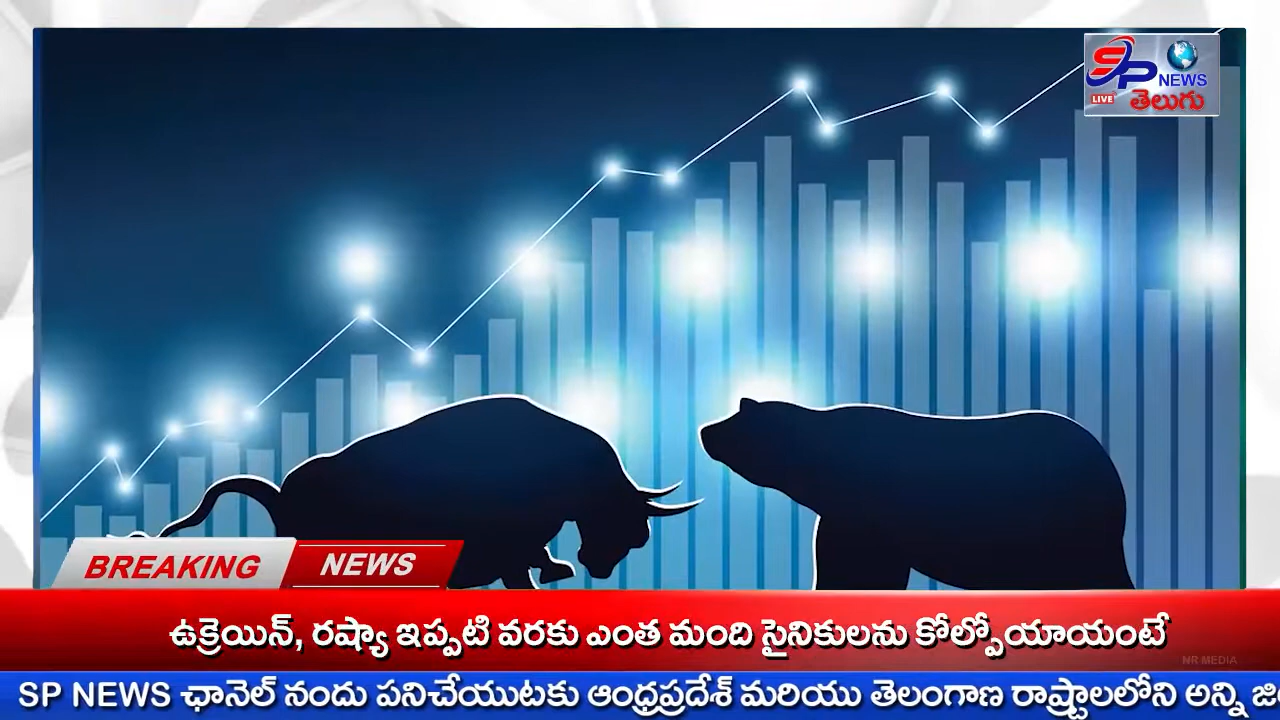 SP NEWS
LIVE తెలుగు
BREAKING NEWS
ఉక్రెయిన్, రష్యా ఇప్పటి వరకు ఎంత మంది సైనికులను కోల్పోయాయంటే
NR MEDIA
SP NEWS ఛానెల్ నందు పనిచేయుటకు ఆంధ్రప్రదేశ్ మరియు తెలంగాణ రాష్ట్రాలలోని అన్ని